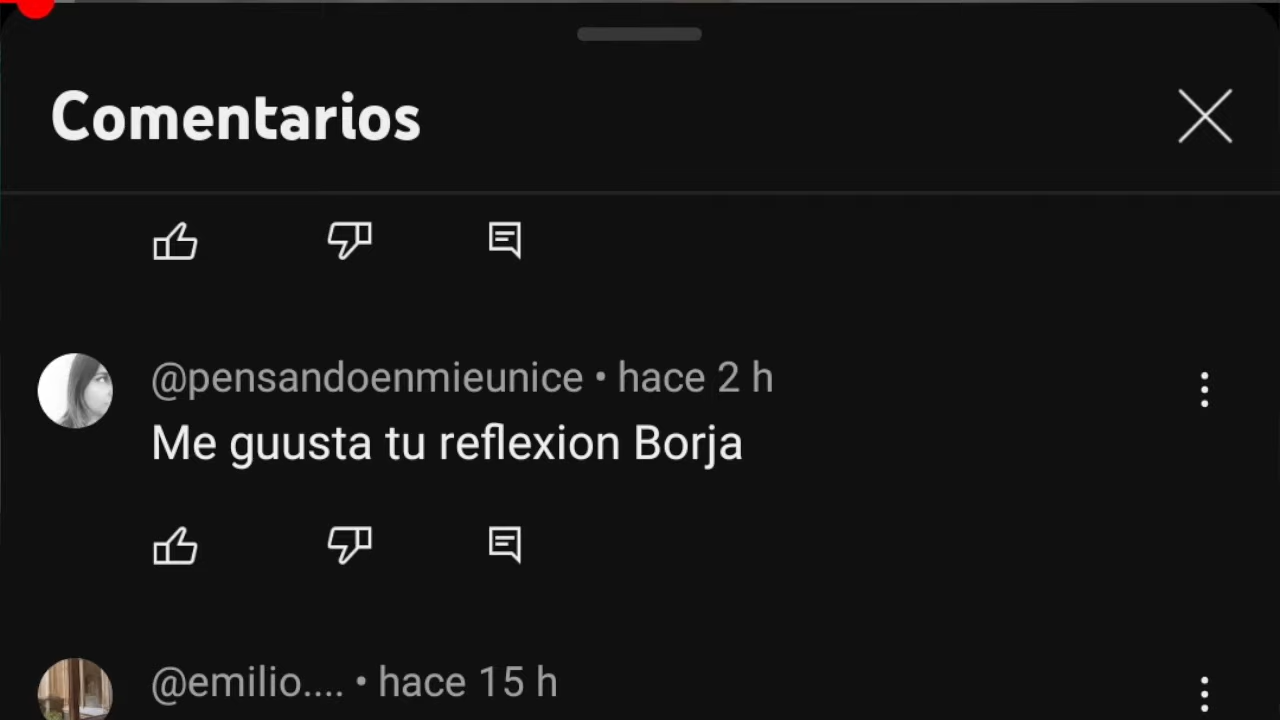 Comentarios
@pensandoenmieunice • hace 2 h
Me guusta tu reflexion Borja
@emilio.... • hace 15 h